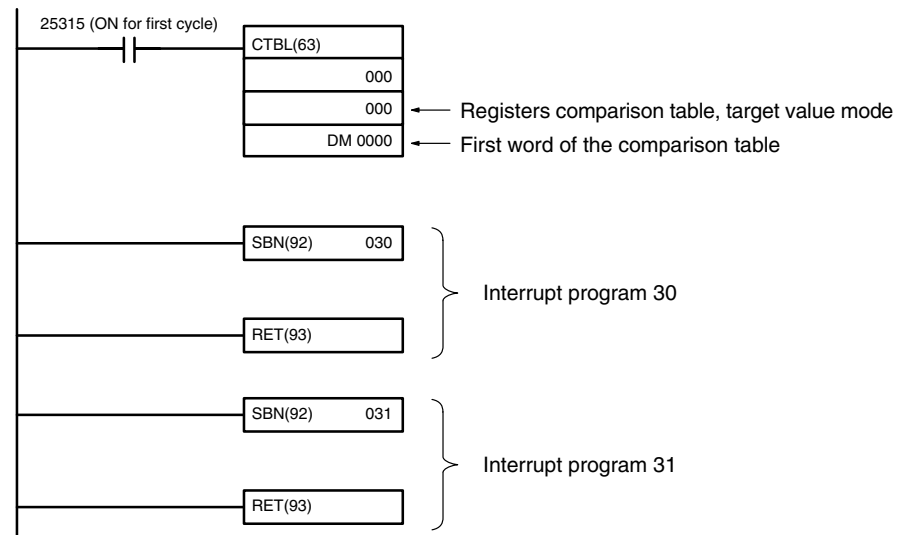 25315 (ON for first cycle)
CTBL(63)
000
000 Registers comparison table, target value mode
DM 0000 First word of the comparison table
SBN(92) 030
Interrupt program 30
RET(93)
SBN(92) 031
Interrupt program 31
RET(93)